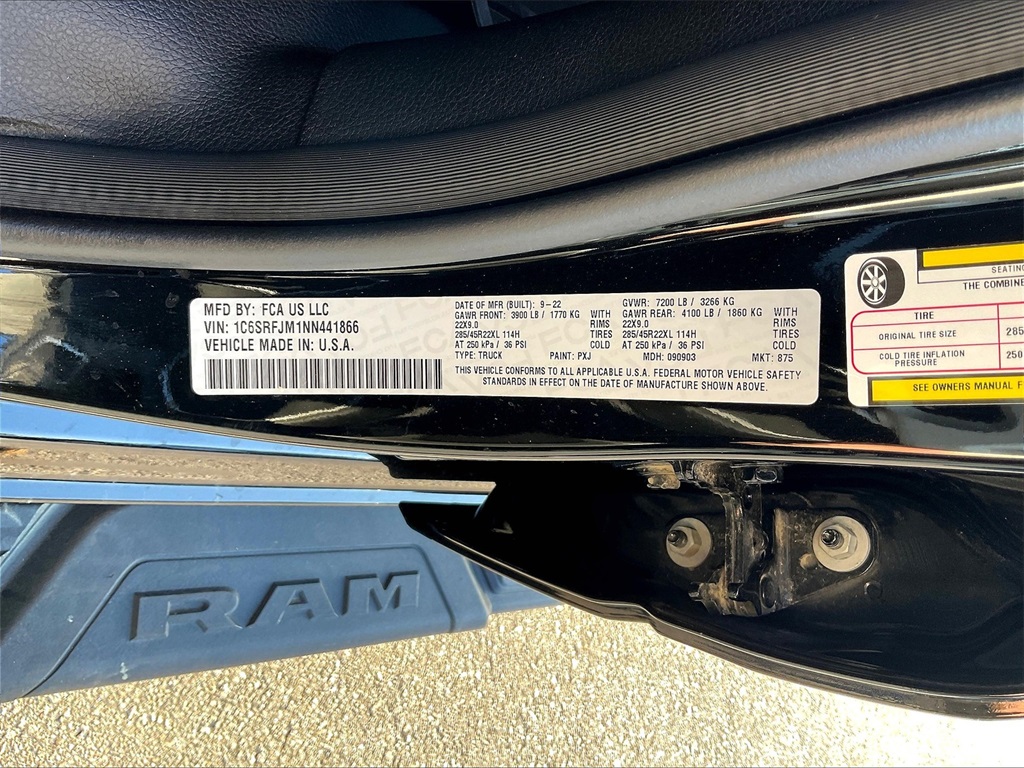 MFD BY: FCA US LLC
VIN: 1C6SRFJM1NN441866
VEHICLE MADE IN: U.S.A.
DATE OF MFR (BUILT): 9-22 GVWR: 7200 LB / 3266 KG
GAWR FRONT: 3900 LB / 1770 KG WITH GAWR REAR: 4100 LB / 1860 KG WITH
22X9.0 RIMS 22X9.0 RIMS
285/45R22XL 114H TIRES 285/45R22XL 114H TIRES
AT 250 kPa / 36 PSI COLD AT 250 kPa / 36 PSI COLD
TYPE: TRUCK PAINT: PXJ MDH: 090903 MKT: 875
THIS VEHICLE CONFORMS TO ALL APPLICABLE U.S.A. FEDERAL MOTOR VEHICLE SAFETY
STANDARDS IN EFFECT ON THE DATE OF MANUFACTURE SHOWN ABOVE.
SEATING
THE COMBINE
TIRE
ORIGINAL TIRE SIZE 285
COLD TIRE INFLATION
PRESSURE 250
SEE OWNERS MANUAL F
RAM